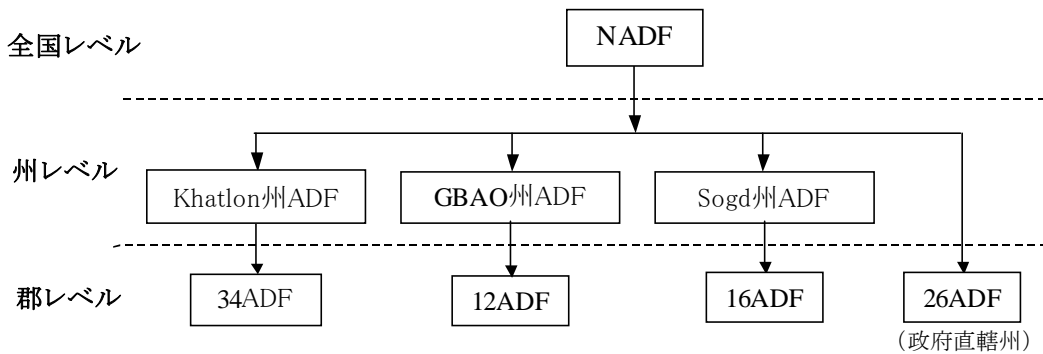 全国レベル
NADF
州レベル
Khatlon州ADF
GBAO州ADF
Sogd州ADF
郡レベル
34ADF
12ADF
16ADF
26ADF
(政府直轄州)